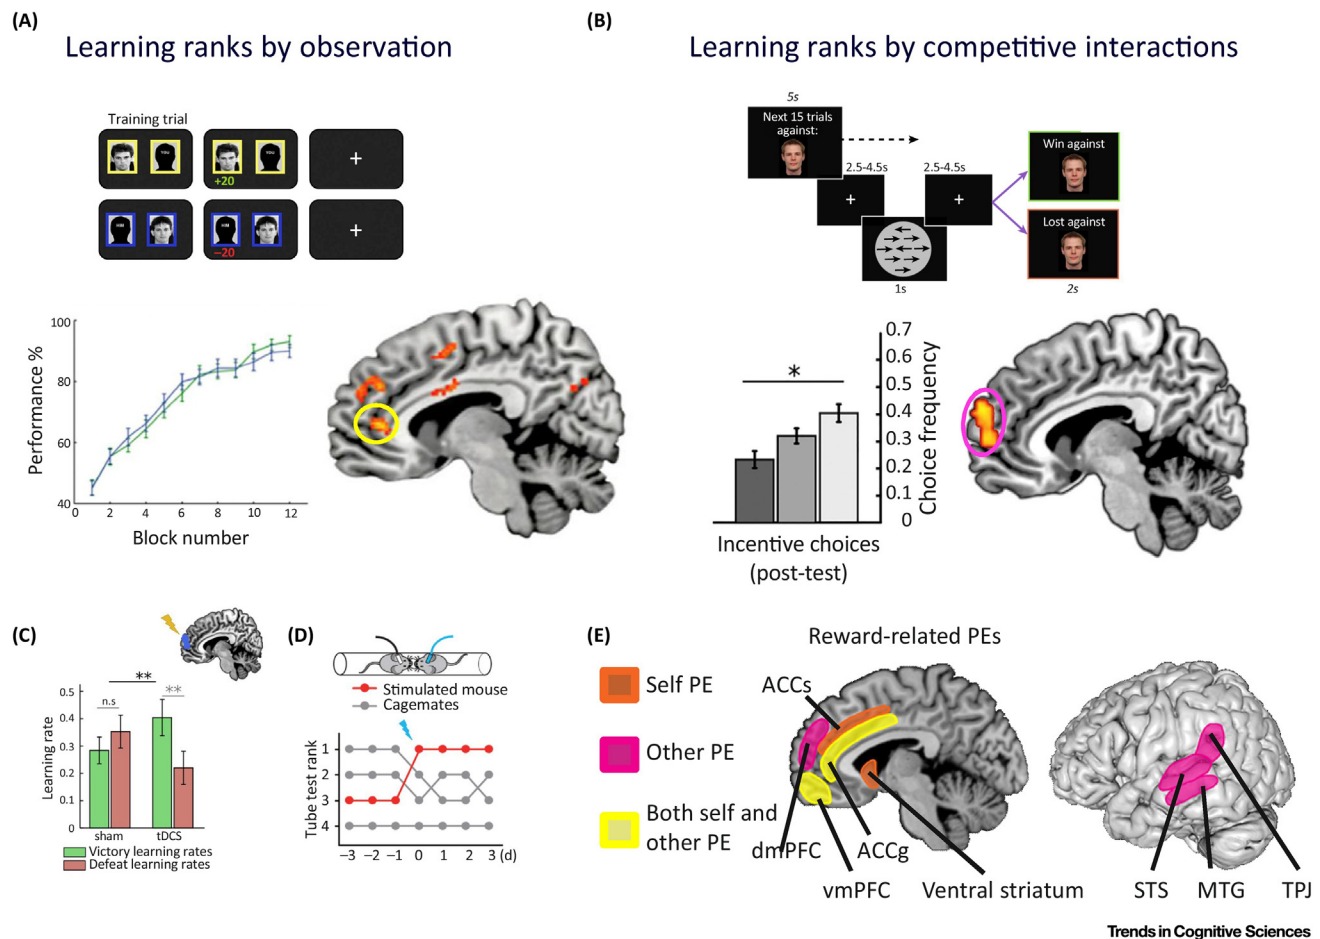 (A)
Learning ranks by observation
Training trial
YOU
YOU
+20
+
HIM
HIM
−20
+
Performance %
100
80
60
40
0
2
4
6
8
10
12
Block number
(B)
Learning ranks by competitive interactions
5s
Next 15 trials
against:
2.5-4.5s
2.5-4.5s
+
+
1s
Win against
Lost against
2s
*
0.7
0.6
0.5
0.4
0.3
0.2
0.1
0
Choice frequency
Incentive choices
(post-test)
(C)
Learning rate
0.5
0.4
0.3
0.2
0.1
0
n.s
**
**
sham
tDCS
Victory learning rates
Defeat learning rates
(D)
Stimulated mouse
Cagemates
Tube test rank
1
2
3
4
−3
−2
−1
0
1
2
3 (d)
(E)
Reward-related PEs
Self PE
Other PE
Both self and
other PE
ACCs
dmPFC
ACCg
vmPFC
Ventral striatum
STS
MTG
TPJ
Trends in Cognitive Sciences